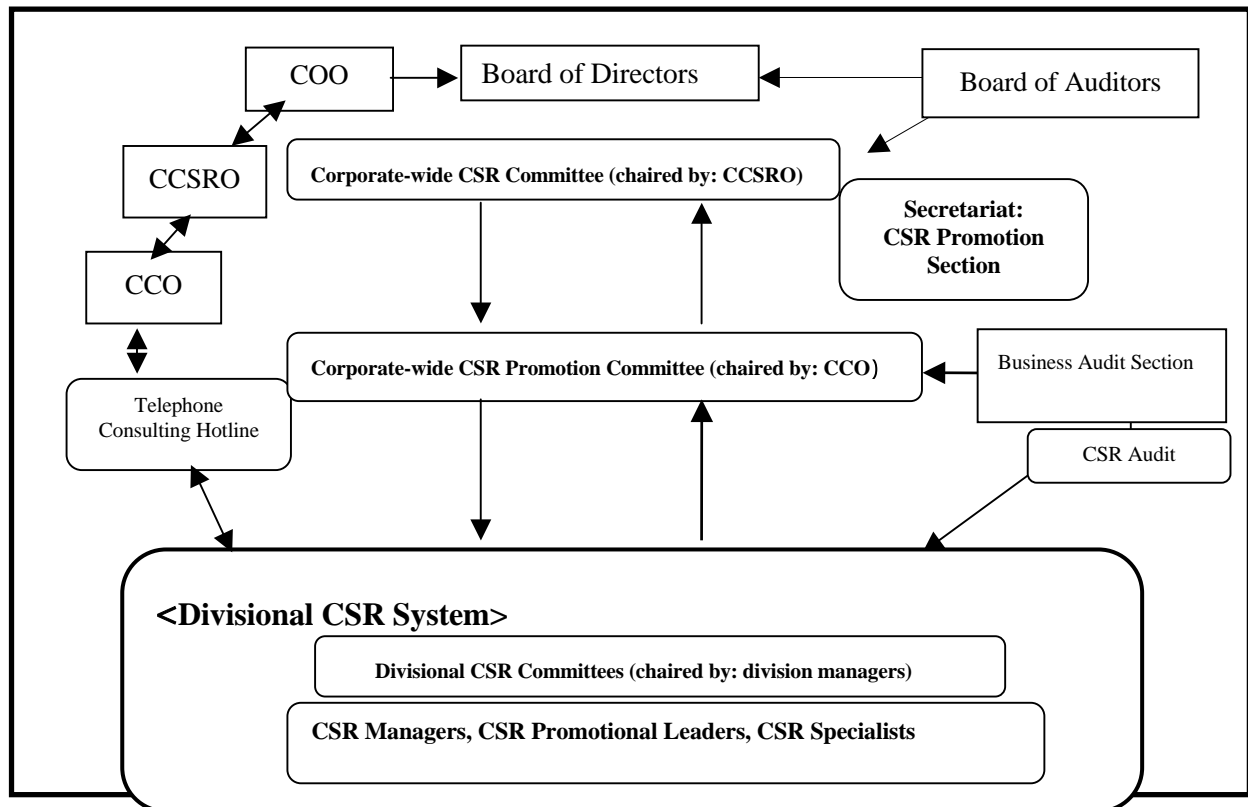 COO
Board of Directors
Board of Auditors
CCSRO
Corporate-wide CSR Committee (chaired by: CCSRO)
Secretariat:
CSR Promotion
Section
CCO
Corporate-wide CSR Promotion Committee (chaired by: CCO)
Business Audit Section
Telephone
Consulting Hotline
CSR Audit
<Divisional CSR System>
Divisional CSR Committees (chaired by: division managers)
CSR Managers, CSR Promotional Leaders, CSR Specialists